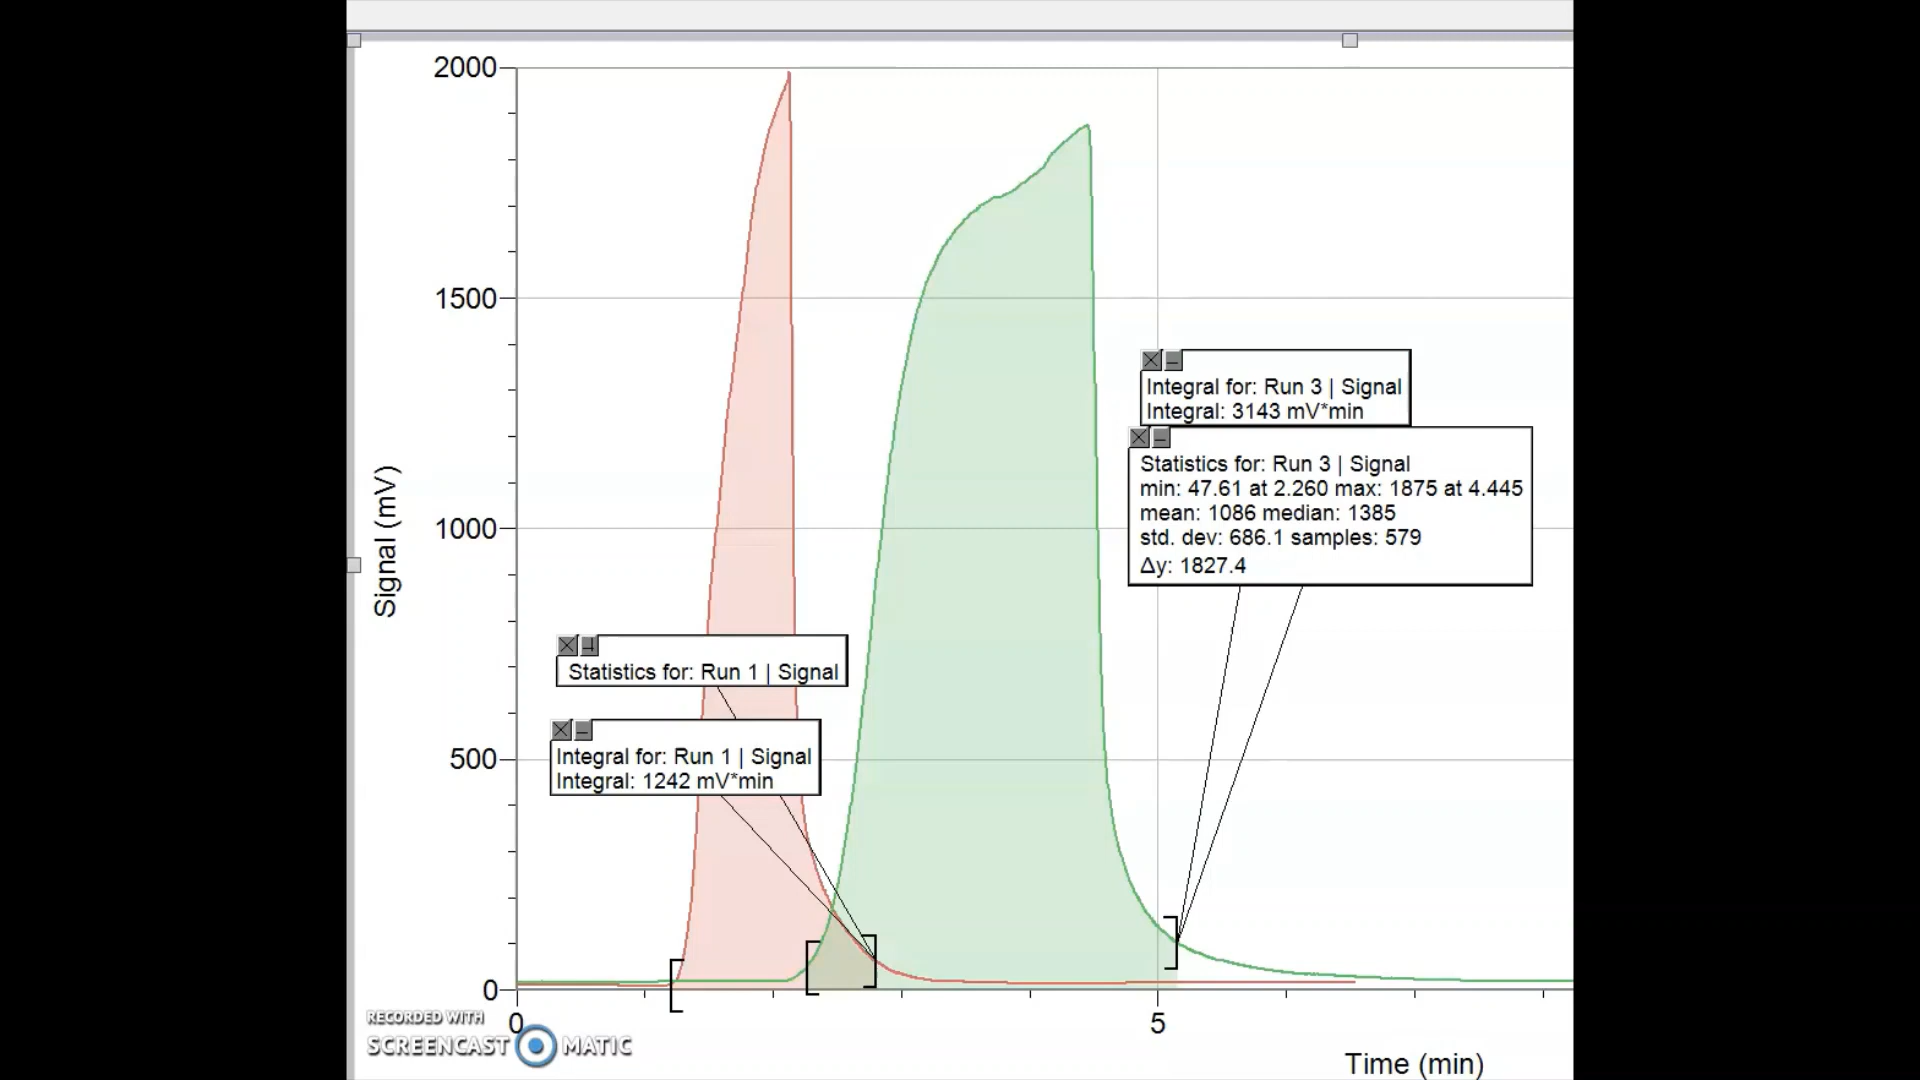 2000
1500
1000
500
0
Signal (mV)
Integral for: Run 3 | Signal
Integral: 3143 mV*min
Statistics for: Run 3 | Signal
min: 47.61 at 2.260 max: 1875 at 4.445
mean: 1086 median: 1385
std. dev: 686.1 samples: 579
Δy: 1827.4
Statistics for: Run 1 | Signal
Integral for: Run 1 | Signal
Integral: 1242 mV*min
0
5
Time (min)
RECORDED WITH
SCREENCAST MATIC